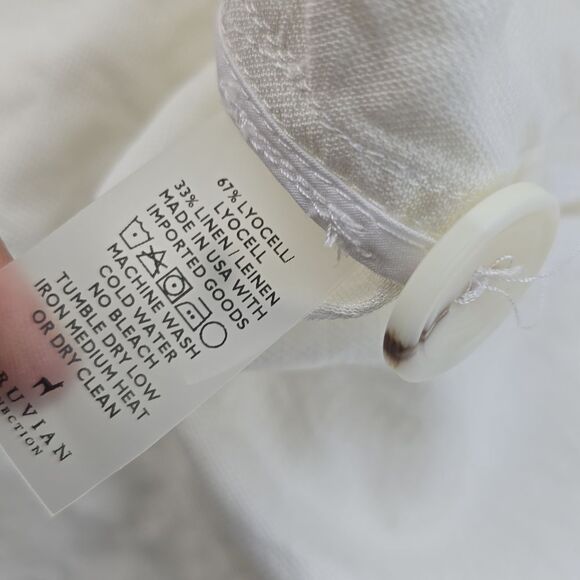 67% LYOCELL/
LYOCELL
33% LINEN / LEINEN
MADE IN USA WITH
IMPORTED GOODS
MACHINE WASH
COLD WATER
NO BLEACH
TUMBLE DRY LOW
IRON MEDIUM HEAT
OR DRY CLEAN
RUVIAN